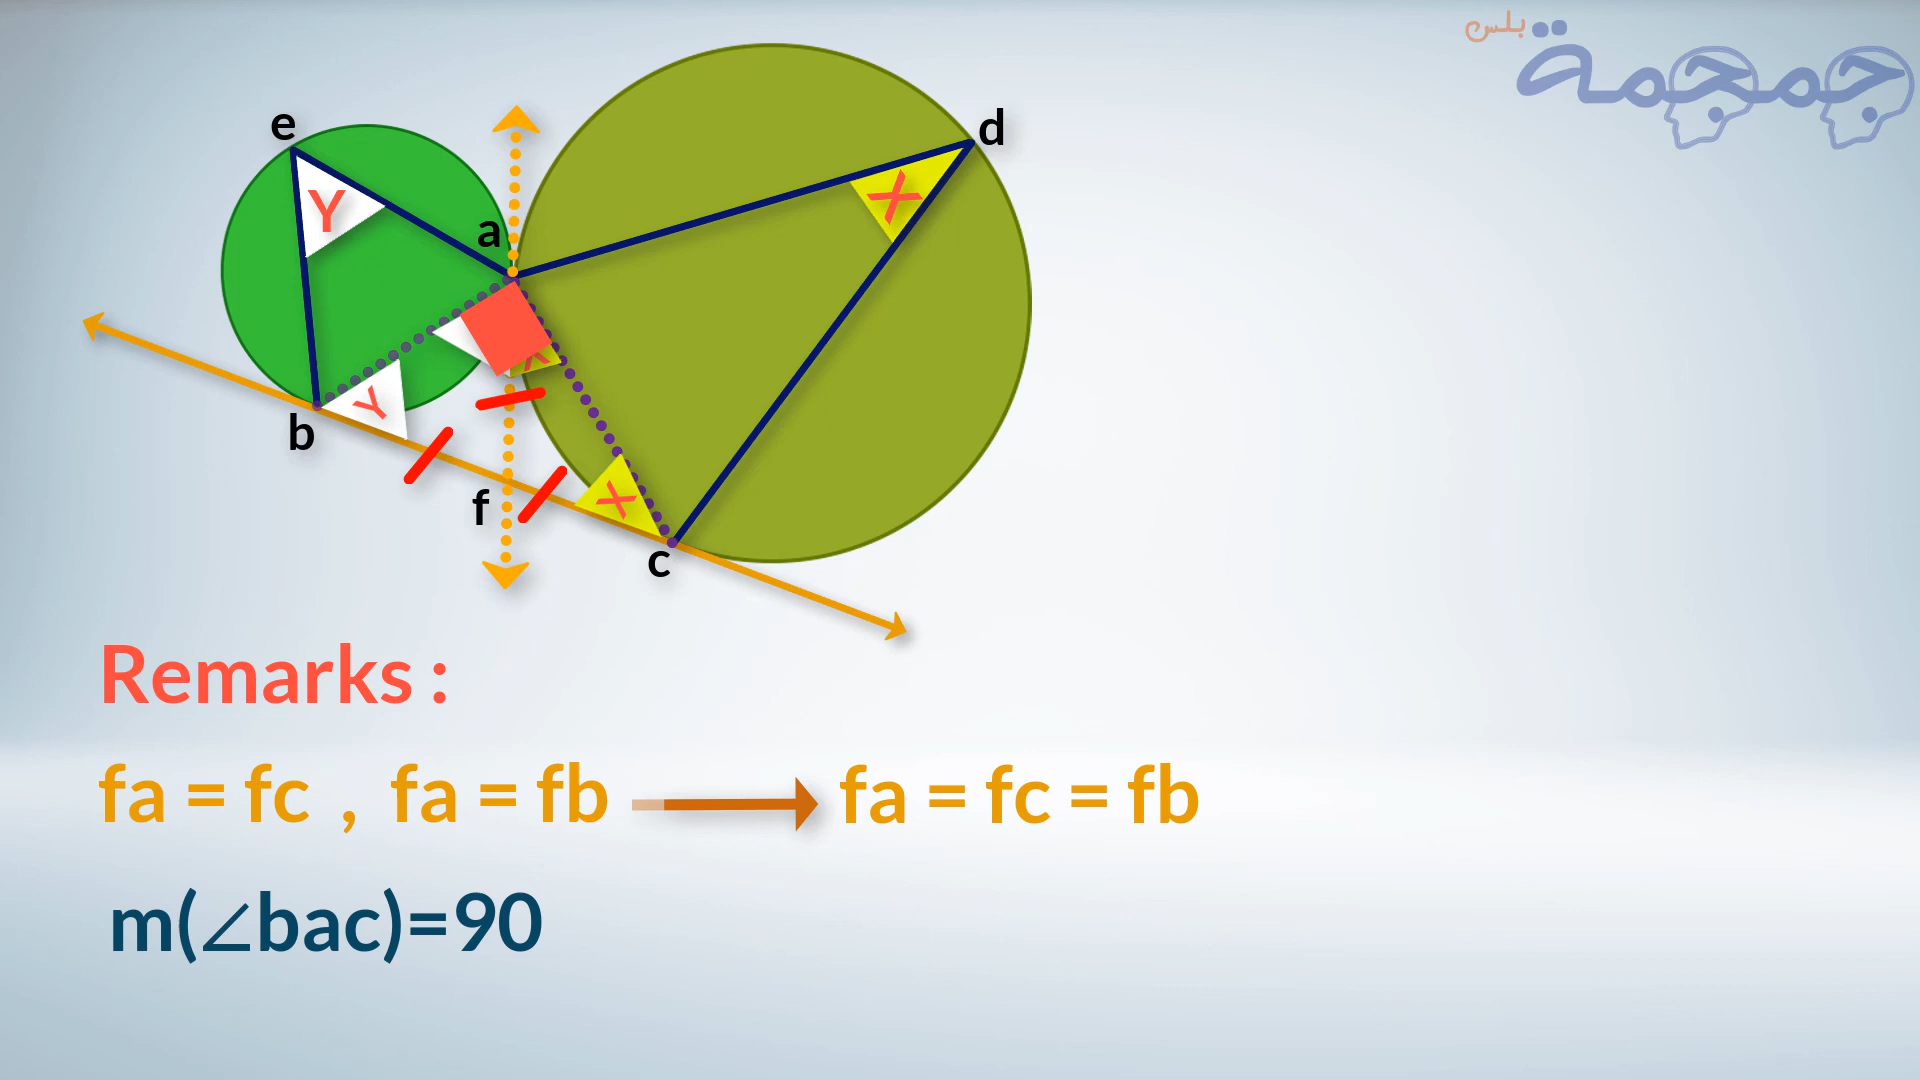 جمجمة بلس
e
d
Y
X
a
b
Y
X
f
X
c
Remarks :
fa = fc , fa = fb → fa = fc = fb
m(∠bac)=90